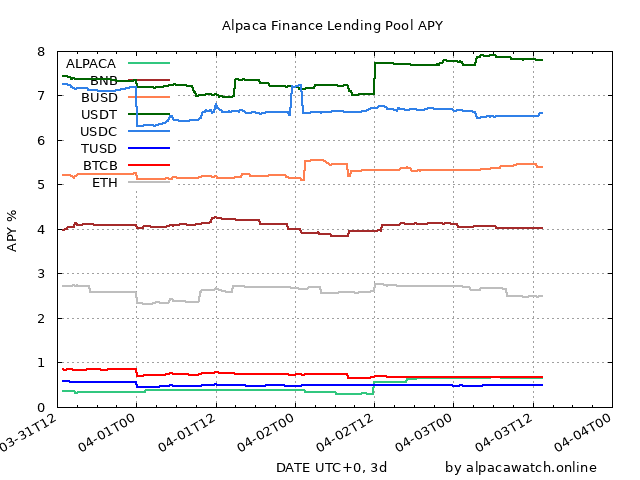 Alpaca Finance Lending Pool APY
8
7
6
5
4
3
2
1
0
APY %
ALPACA
BNB
BUSD
USDT
USDC
TUSD
BTCB
ETH
03-31T12
04-01T00
04-01T12
04-02T00
04-02T12
04-03T00
04-03T12
04-04T00
DATE UTC+0, 3d
by alpacawatch.online